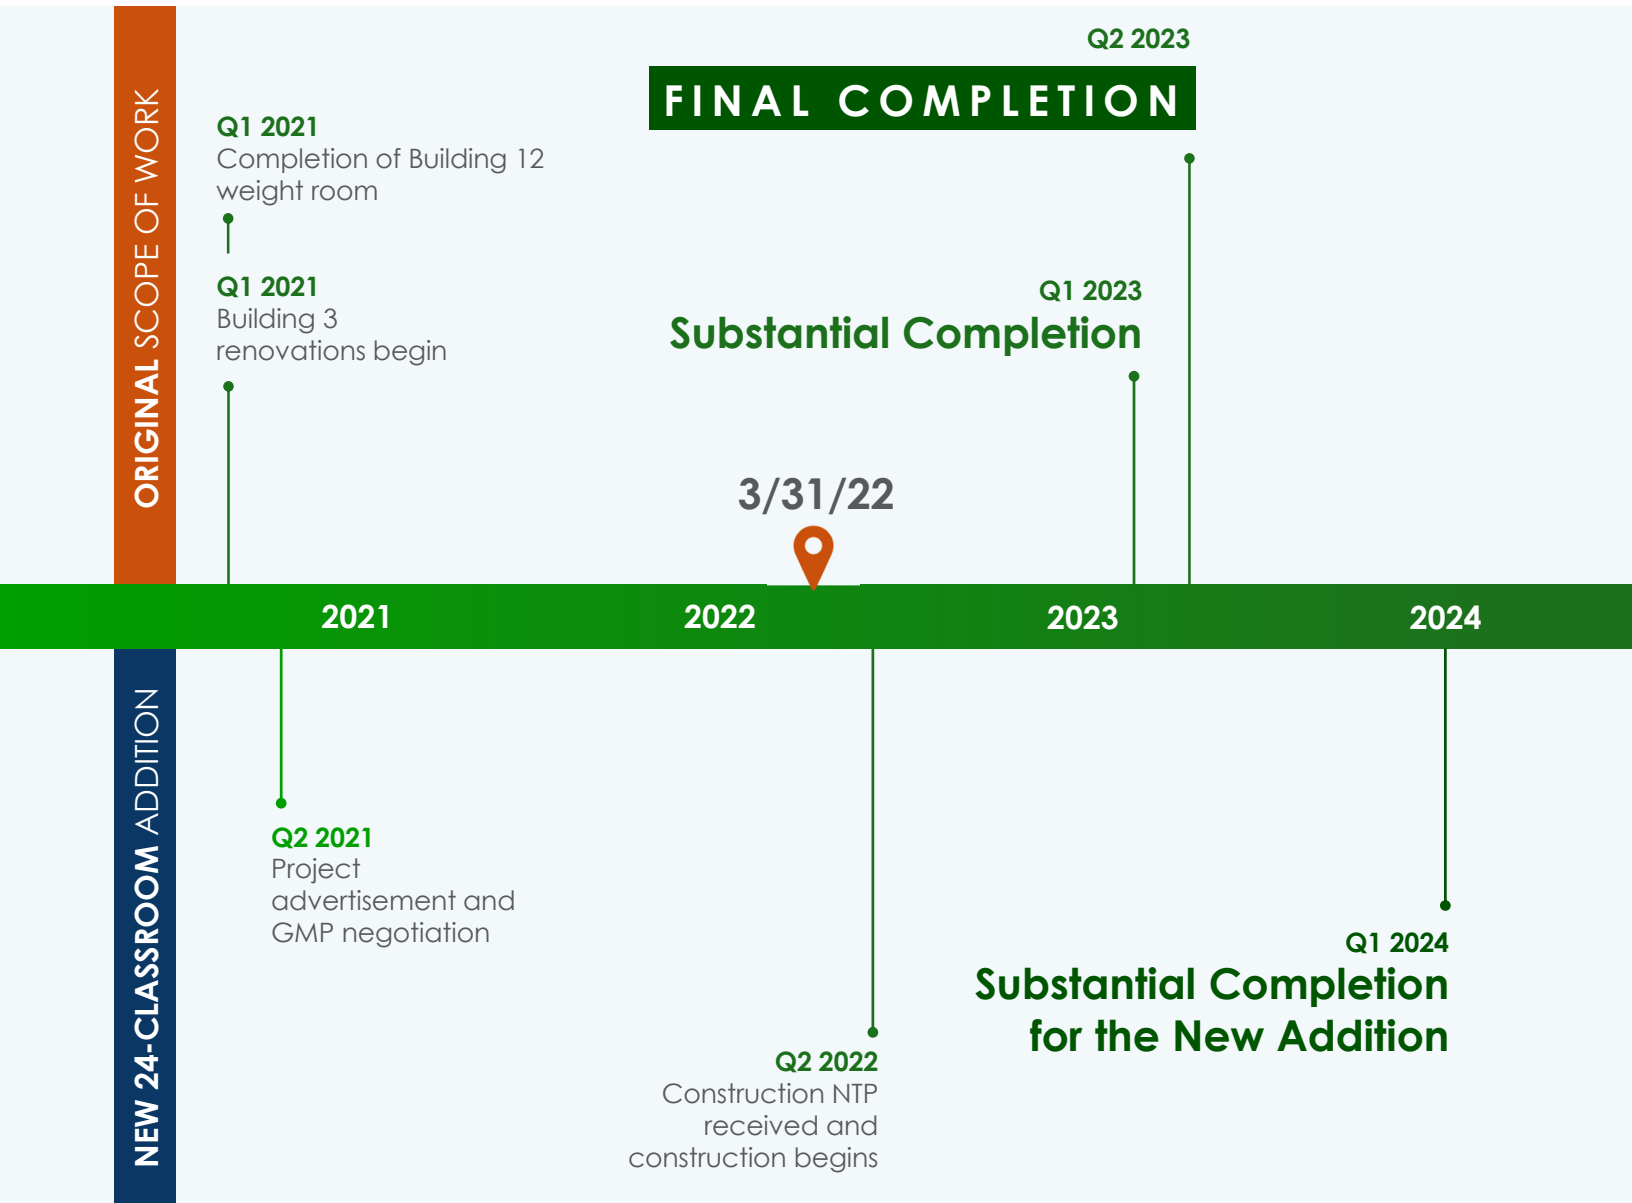 ORIGINAL SCOPE OF WORK
Q1 2021
Completion of Building 12
weight room
Q1 2021
Building 3
renovations begin
Q2 2023
FINAL COMPLETION
Q1 2023
Substantial Completion
3/31/22
2021
2022
2023
2024
NEW 24-CLASSROOM ADDITION
Q2 2021
Project
advertisement and
GMP negotiation
Q2 2022
Construction NTP
received and
construction begins
Q1 2024
Substantial Completion
for the New Addition